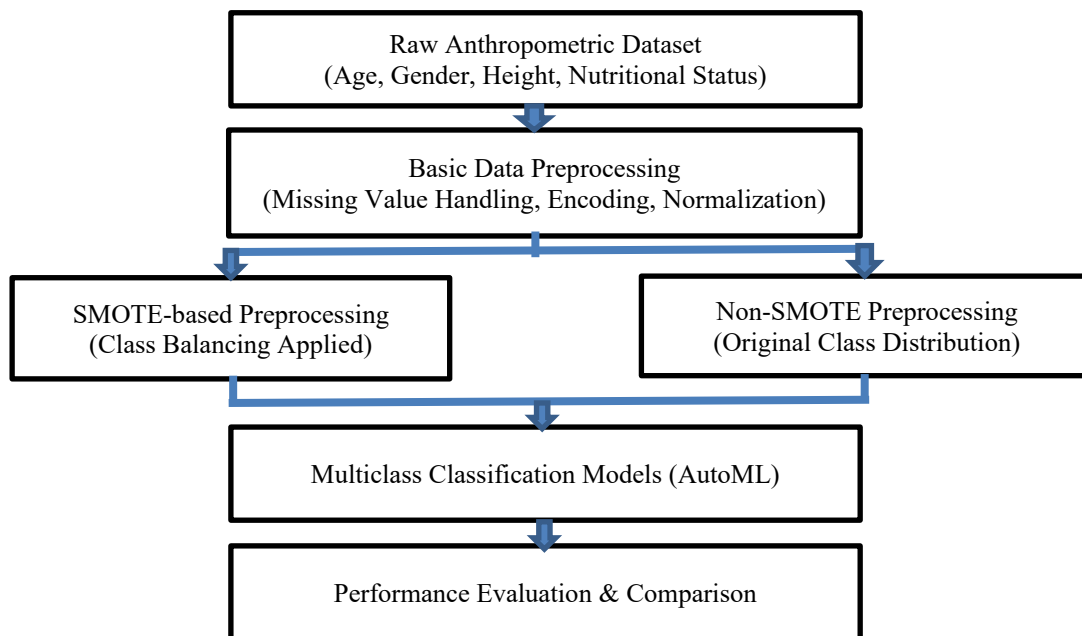 Raw Anthropometric Dataset
(Age, Gender, Height, Nutritional Status)
Basic Data Preprocessing
(Missing Value Handling, Encoding, Normalization)
SMOTE-based Preprocessing
(Class Balancing Applied)
Non-SMOTE Preprocessing
(Original Class Distribution)
Multiclass Classification Models (AutoML)
Performance Evaluation & Comparison